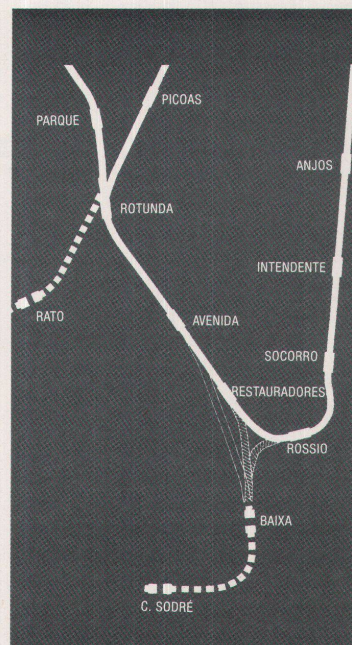 PICOAS
PARQUE
ANJOS
ROTUNDA
INTENDENTE
RATO
AVENIDA
SOCORRO
RESTAURADORES
ROSSIO
BAIXA
C. SODRÉ